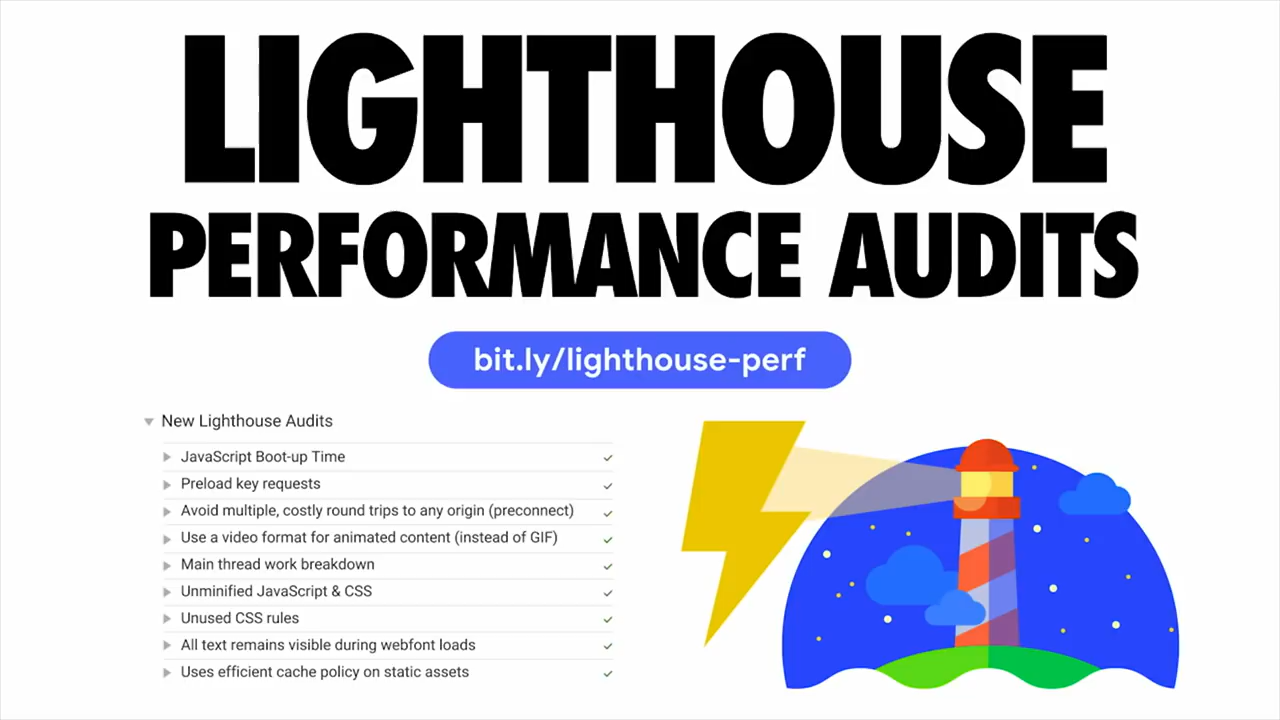 LIGHTHOUSE
PERFORMANCE AUDITS
bit.ly/lighthouse-perf
New Lighthouse Audits
JavaScript Boot-up Time
Preload key requests
Avoid multiple, costly round trips to any origin (preconnect)
Use a video format for animated content (instead of GIF)
Main thread work breakdown
Unminified JavaScript & CSS
Unused CSS rules
All text remains visible during webfont loads
Uses efficient cache policy on static assets